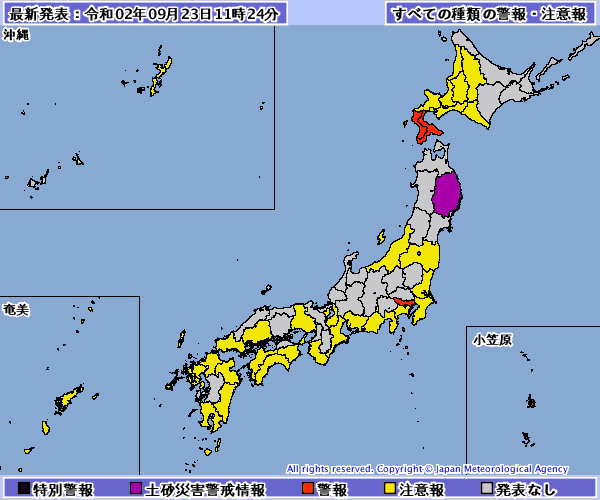 最新発表：令和02年09月23日11時24分
すべての種類の警報・注意報
沖縄
奄美
小笠原
All rights reserved. Copyright © Japan Meteorological Agency
特別警報 土砂災害警戒情報 警報 注意報 発表なし